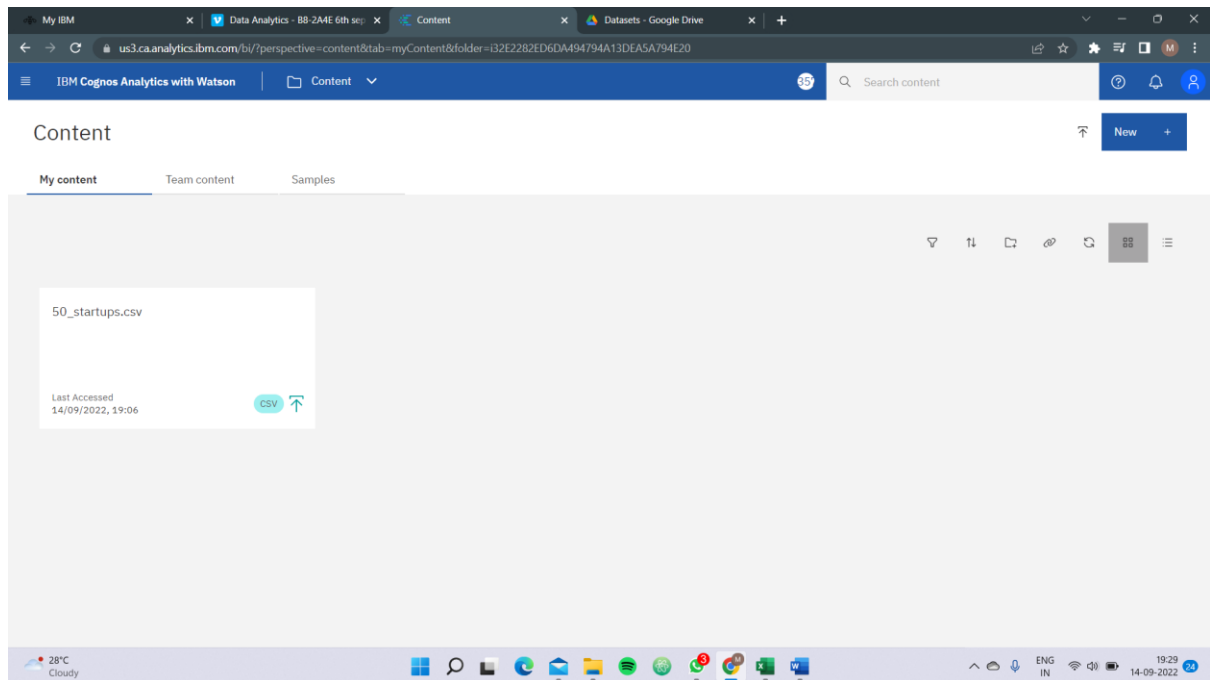 My IBM
Data Analytics - B8-2A4E 6th sep
Content
Datasets - Google Drive
us3.ca.analytics.ibm.com/bi/?perspective=content&tab=myContent&folder=i32E2282ED6DA494794A13DEA5A794E20
M
IBM Cognos Analytics with Watson
Content
357
Search content
Content
New +
My content
Team content
Samples
50_startups.csv
Last Accessed
14/09/2022, 19:06
CSV
28°C
Cloudy
3
M
ENG
IN
19:29
14-09-2022
24